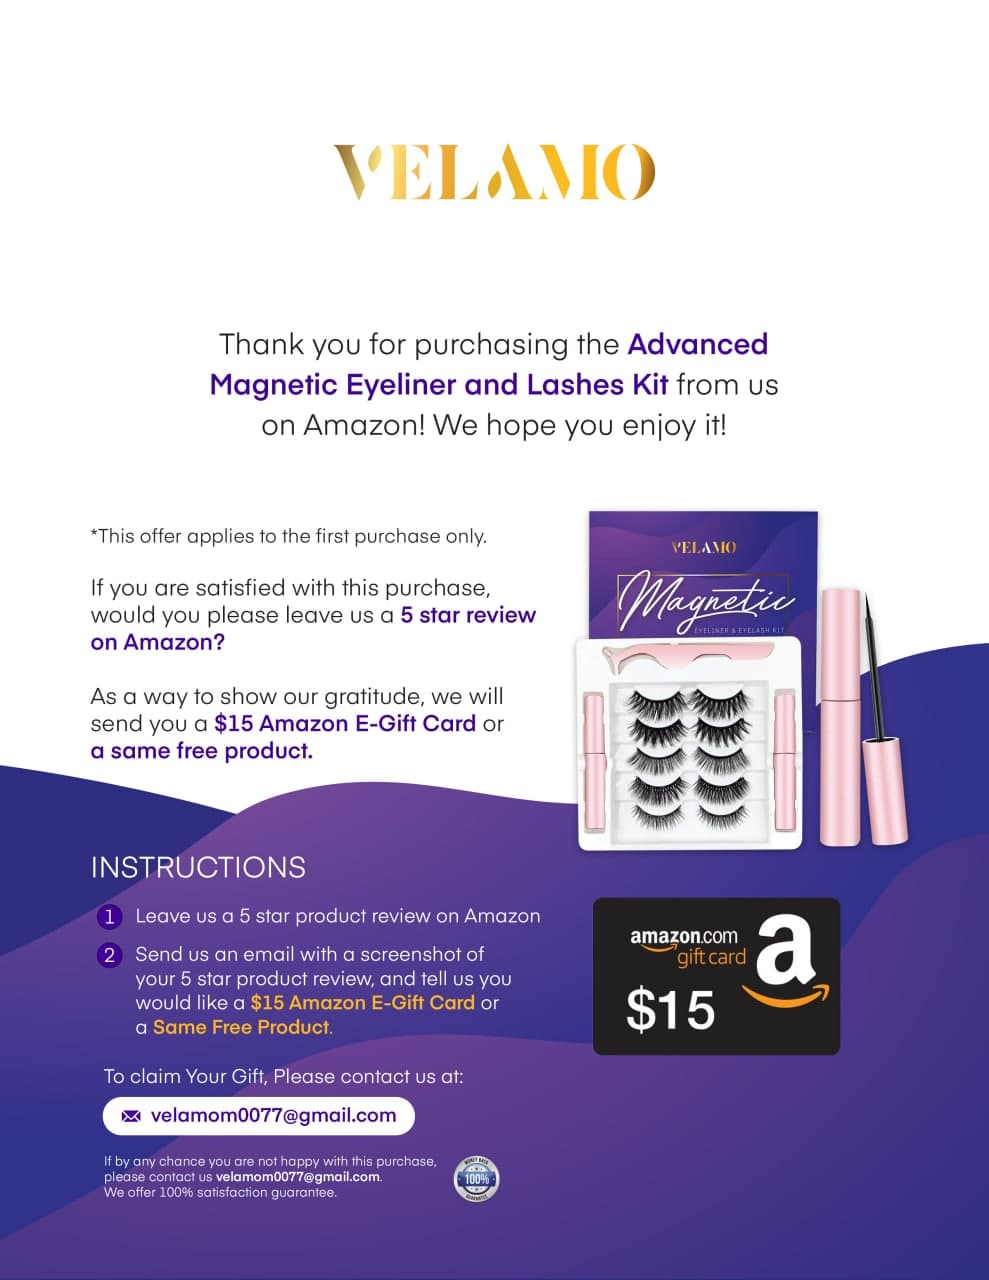 VELAMO
Thank you for purchasing the Advanced
Magnetic Eyeliner and Lashes Kit from us
on Amazon! We hope you enjoy it!
*This offer applies to the first purchase only.
If you are satisfied with this purchase,
would you please leave us a 5 star review
on Amazon?
As a way to show our gratitude, we will
send you a $15 Amazon E-Gift Card or
a same free product.
VELAMO
Magnetic
EYELINER & EYELASH KIT
INSTRUCTIONS
1 Leave us a 5 star product review on Amazon
2 Send us an email with a screenshot of
your 5 star product review, and tell us you
would like a $15 Amazon E-Gift Card or
a Same Free Product.
amazon.com
gift card
a
$15
To claim Your Gift, Please contact us at:
velamom0077@gmail.com
If by any chance you are not happy with this purchase,
please contact us velamom0077@gmail.com.
We offer 100% satisfaction guarantee.
MONEY BACK
100%
GUARANTEE